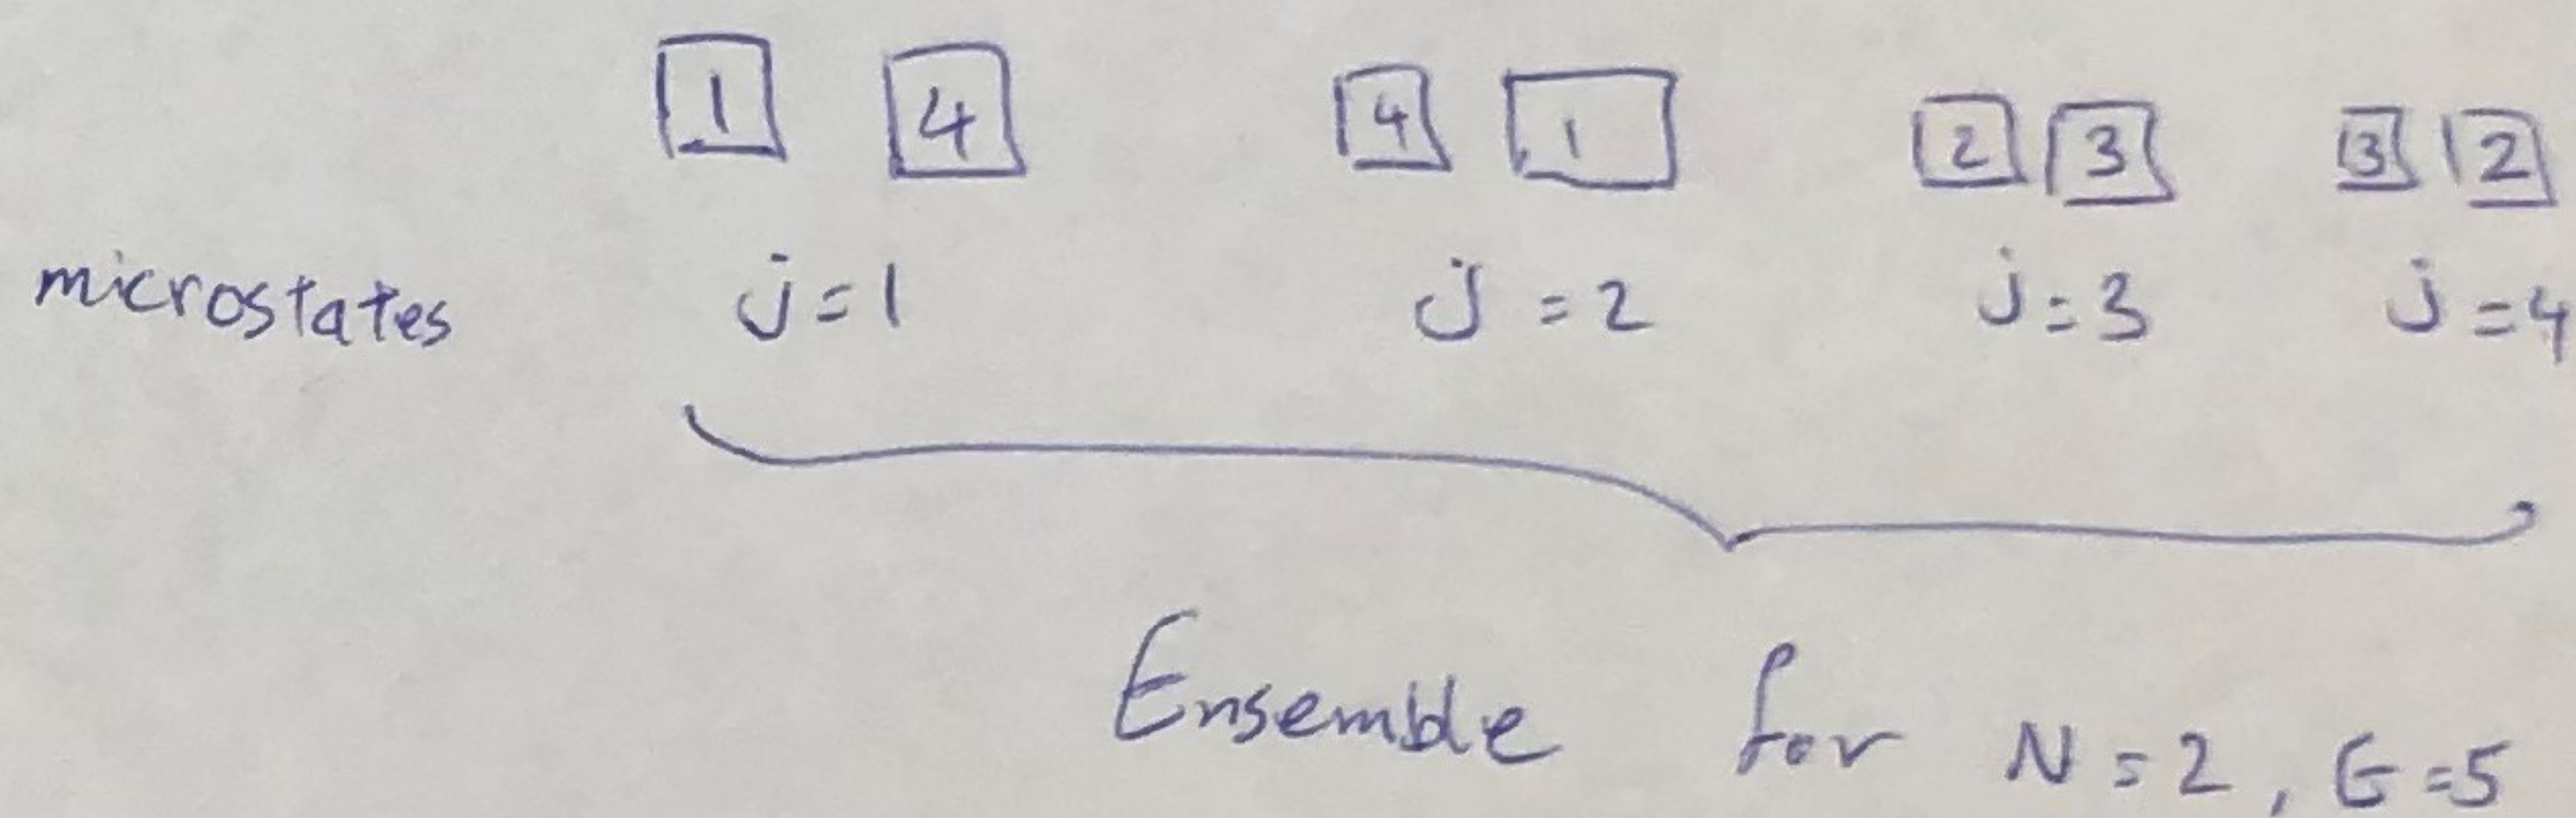 1 4 4 1 2 3 3 2
microstates j=1 j=2 j=3 j=4
Ensemble for N=2, E=5